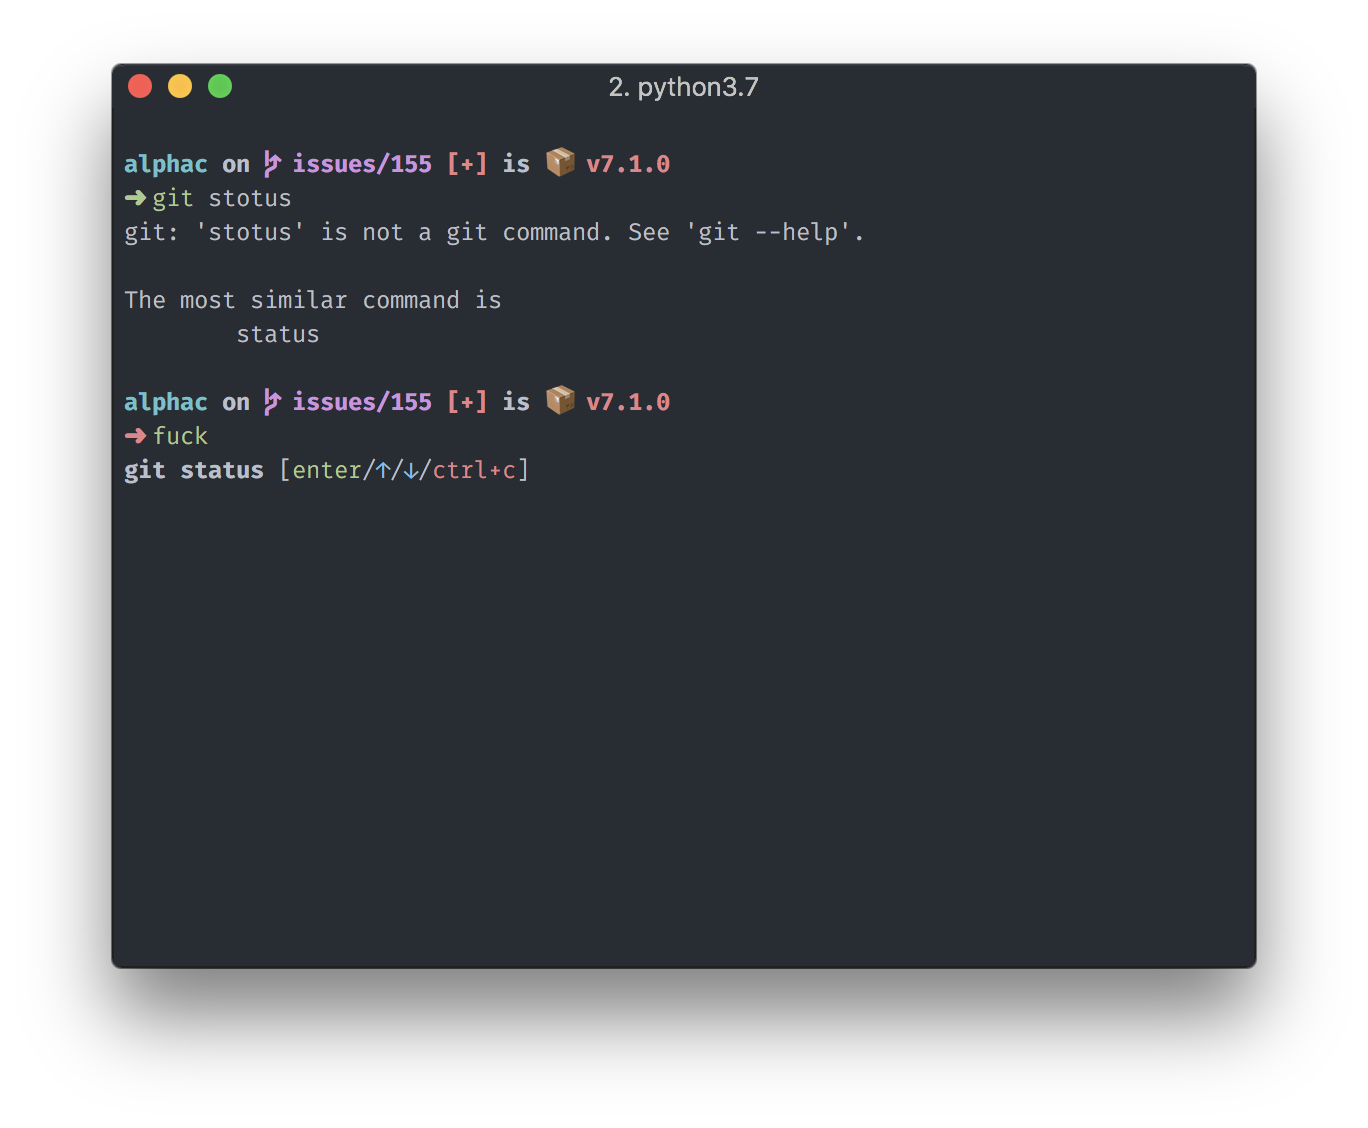 2. python3.7
alphac on issues/155 [+] is 📦 v7.1.0
➜ git stotus
git: 'stotus' is not a git command. See 'git --help'.
The most similar command is
status
alphac on issues/155 [+] is 📦 v7.1.0
➜ fuck
git status [enter/↑/↓/ctrl+c]